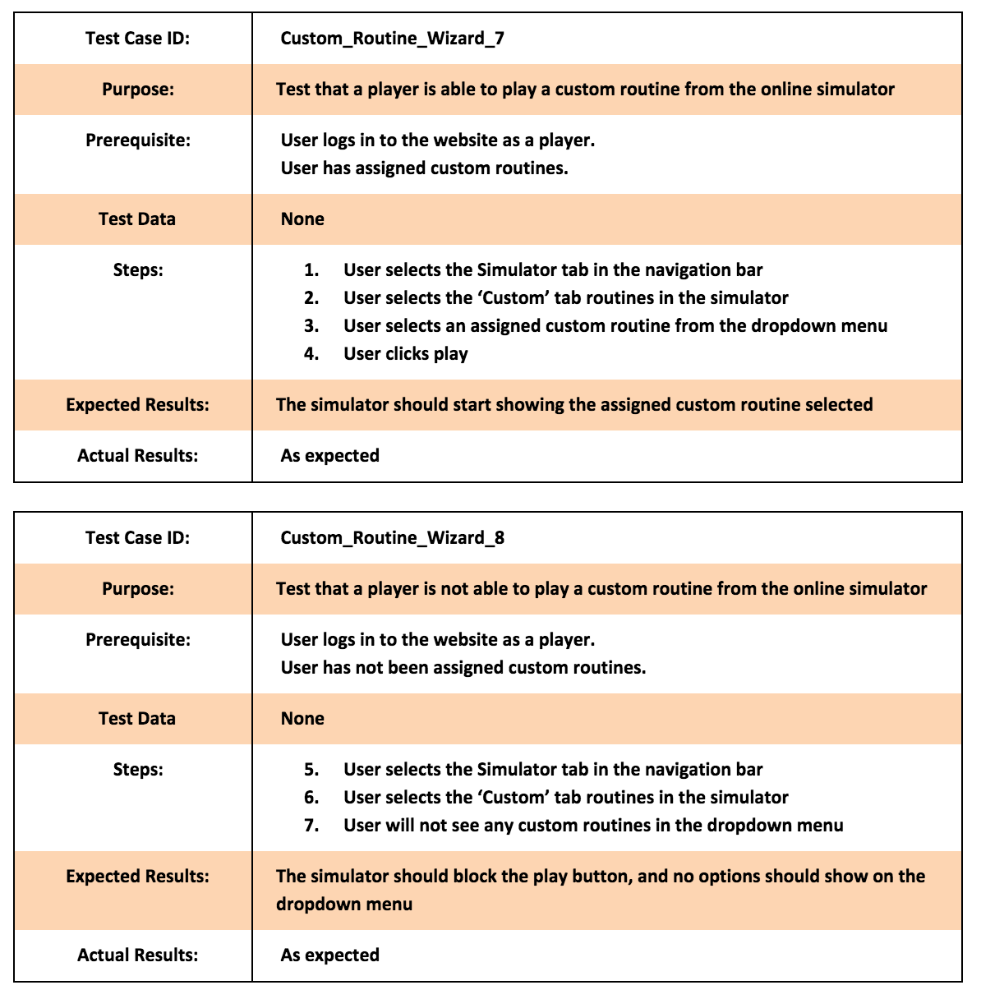 Test Case ID: Custom_Routine_Wizard_7
Purpose: Test that a player is able to play a custom routine from the online simulator
Prerequisite: User logs in to the website as a player.
User has assigned custom routines.
Test Data None
Steps: 1. User selects the Simulator tab in the navigation bar
2. User selects the ‘Custom’ tab routines in the simulator
3. User selects an assigned custom routine from the dropdown menu
4. User clicks play
Expected Results: The simulator should start showing the assigned custom routine selected
Actual Results: As expected
Test Case ID: Custom_Routine_Wizard_8
Purpose: Test that a player is not able to play a custom routine from the online simulator
Prerequisite: User logs in to the website as a player.
User has not been assigned custom routines.
Test Data None
Steps: 5. User selects the Simulator tab in the navigation bar
6. User selects the ‘Custom’ tab routines in the simulator
7. User will not see any custom routines in the dropdown menu
Expected Results: The simulator should block the play button, and no options should show on the
dropdown menu
Actual Results: As expected